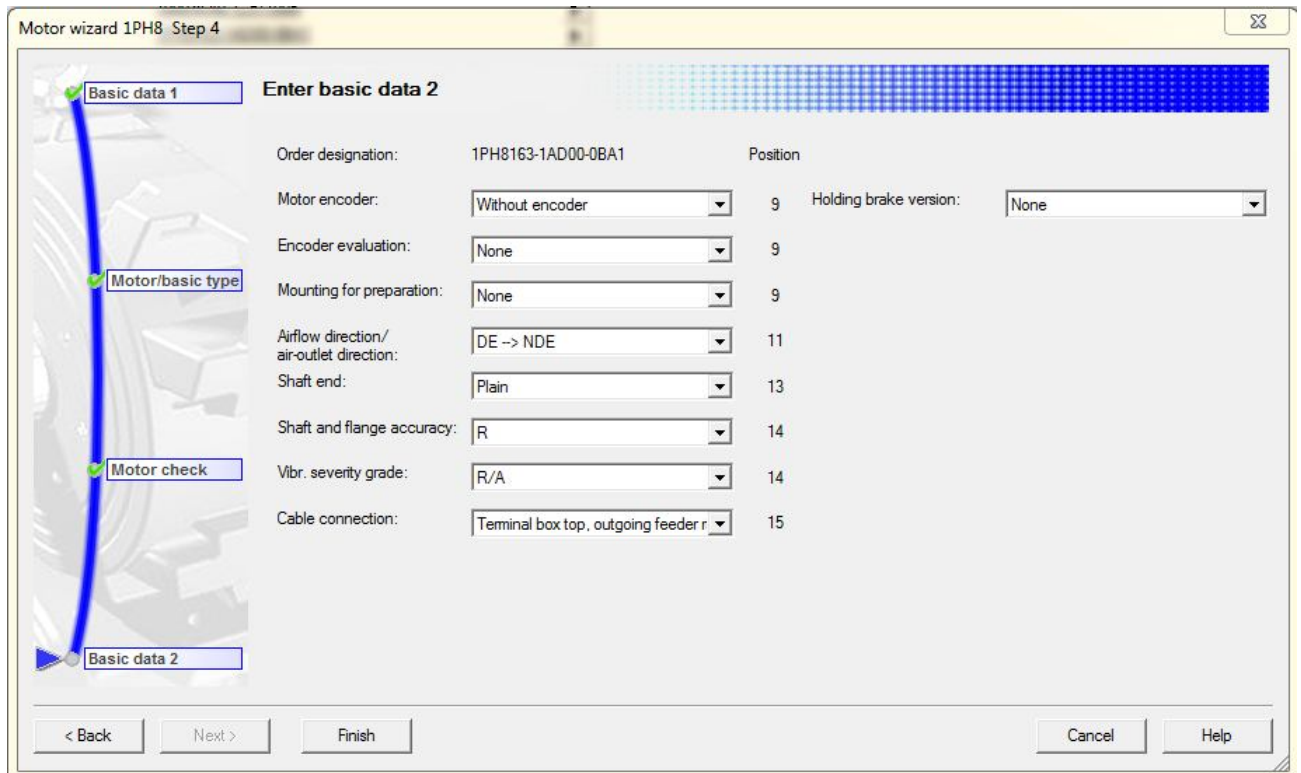 Motor wizard 1PH8 Step 4
Basic data 1
Enter basic data 2
Order designation: 1PH8163-1AD00-0BA1 Position
Motor encoder: Without encoder 9 Holding brake version: None
Encoder evaluation: None 9
Motor/basic type
Mounting for preparation: None 9
Airflow direction/
air-outlet direction: DE --> NDE 11
Shaft end: Plain 13
Shaft and flange accuracy: R 14
Motor check
Vibr. severity grade: R/A 14
Cable connection: Terminal box top, outgoing feeder r 15
Basic data 2
< Back Next > Finish Cancel Help